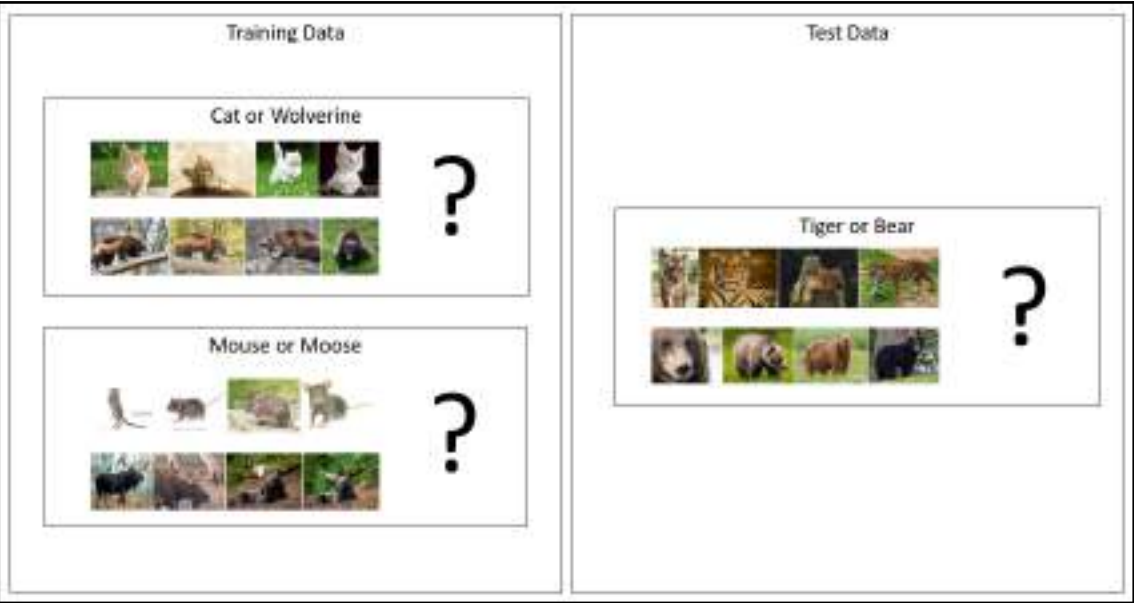 Training Data
Cat or Wolverine
?
Mouse or Moose
?
Test Data
Tiger or Bear
?